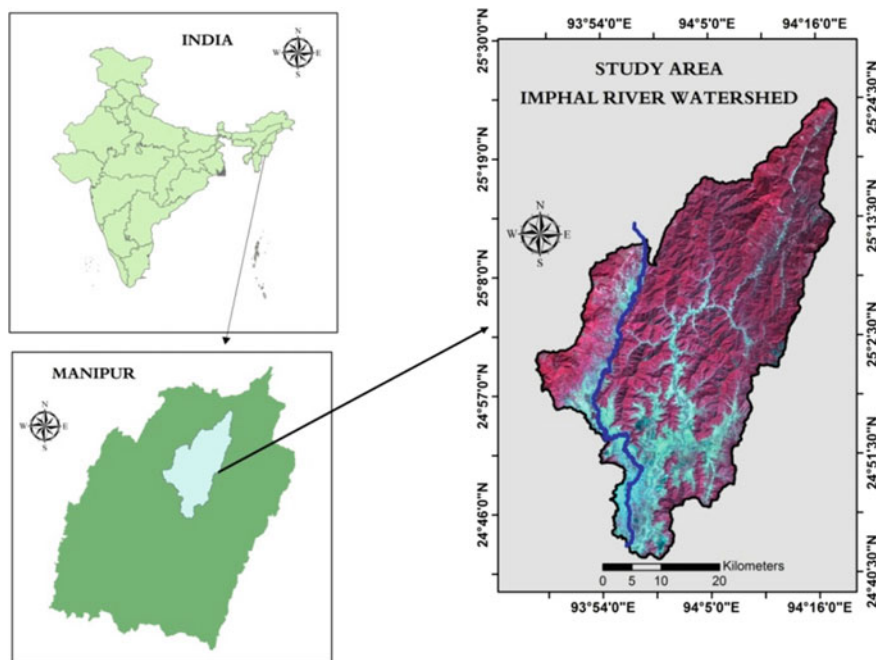 INDIA
N
W
E
S
MANIPUR
N
W
E
S
93°54'0"E
94°5'0"E
94°16'0"E
STUDY AREA
IMPHAL RIVER WATERSHED
N
W
E
S
25°30'0"N
25°19'0"N
25°8'0"N
24°57'0"N
24°46'0"N
25°24'30"N
25°13'30"N
25°2'30"N
24°51'30"N
24°40'30"N
Kilometers
0 5 10 20
93°54'0"E
94°5'0"E
94°16'0"E